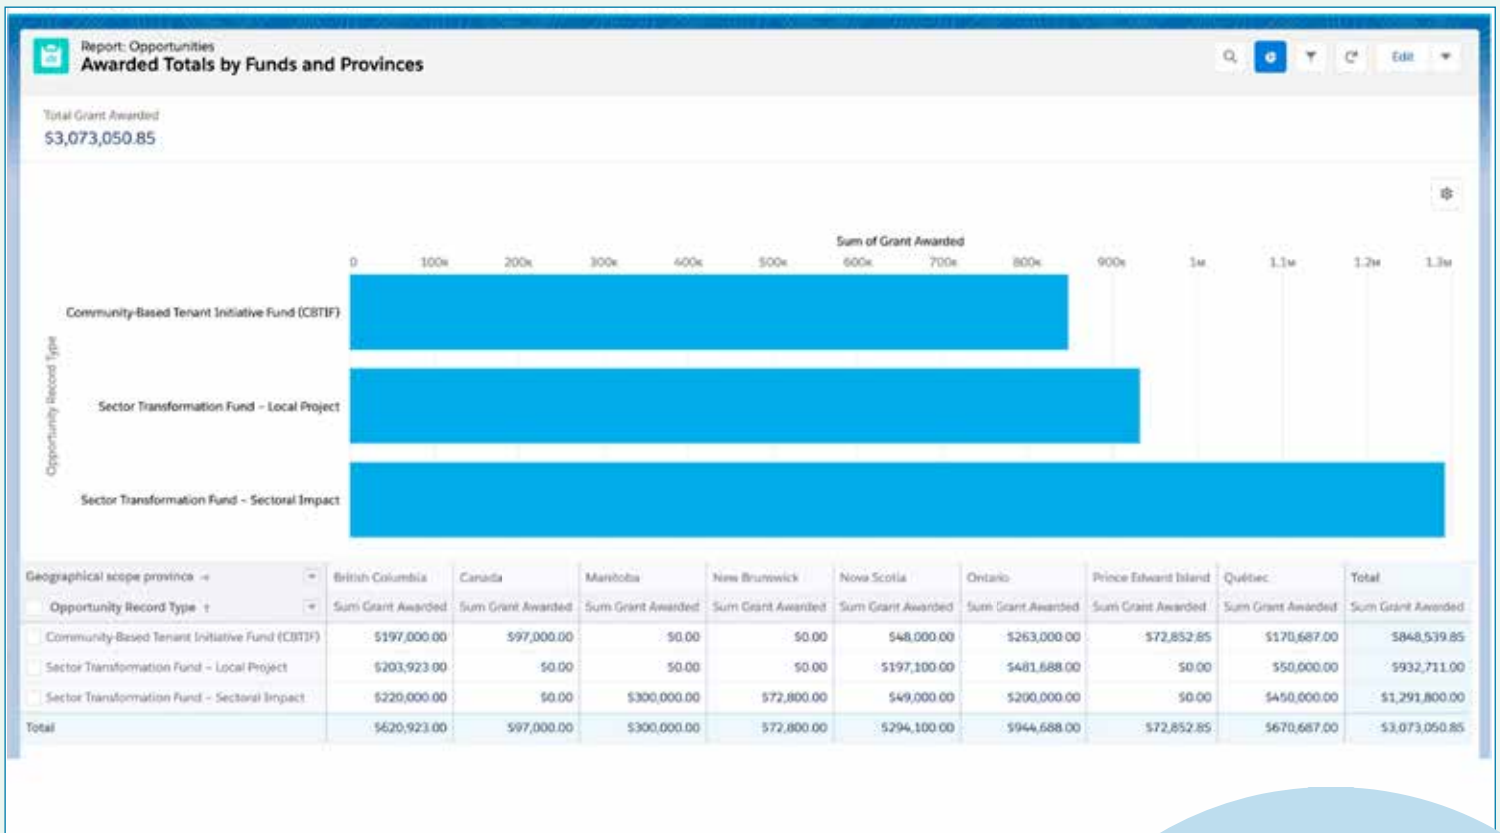 Report: Opportunities
Awarded Totals by Funds and Provinces
Edit
Total Grant Awarded
$3,073,050.85
Sum of Grant Awarded
0 100K 200K 300K 400K 500K 600K 700K 800K 900K 1M 1.1M 1.2M 1.3M
Opportunity Record Type
Community-Based Tenant Initiative Fund (CBTIF)
Sector Transformation Fund – Local Project
Sector Transformation Fund – Sectoral Impact
Geographical scope province → British Columbia Canada Manitoba New Brunswick Nova Scotia Ontario Prince Edward Island Québec Total
Opportunity Record Type ↑ Sum Grant Awarded Sum Grant Awarded Sum Grant Awarded Sum Grant Awarded Sum Grant Awarded Sum Grant Awarded Sum Grant Awarded Sum Grant Awarded Sum Grant Awarded
Community-Based Tenant Initiative Fund (CBTIF) $197,000.00 $97,000.00 $0.00 $0.00 $48,000.00 $263,000.00 $72,852.85 $170,687.00 $848,539.85
Sector Transformation Fund – Local Project $203,923.00 $0.00 $0.00 $0.00 $197,100.00 $481,688.00 $0.00 $50,000.00 $932,711.00
Sector Transformation Fund – Sectoral Impact $220,000.00 $0.00 $300,000.00 $72,800.00 $49,000.00 $200,000.00 $0.00 $450,000.00 $1,291,800.00
Total $620,923.00 $97,000.00 $300,000.00 $72,800.00 $294,100.00 $944,688.00 $72,852.85 $670,687.00 $3,073,050.85